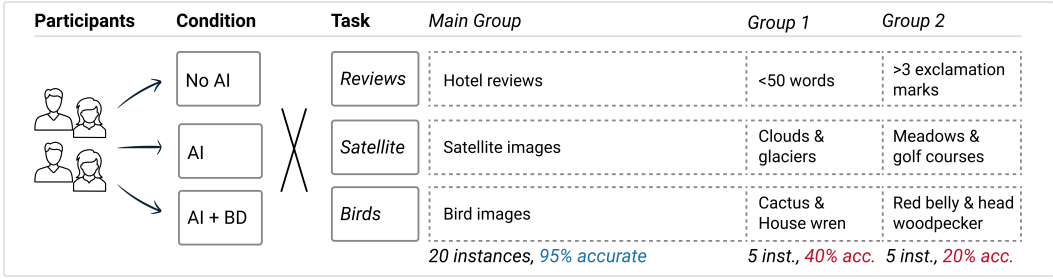 Participants Condition Task Main Group Group 1 Group 2
No AI Reviews Hotel reviews <50 words >3 exclamation
marks
AI Satellite Satellite images Clouds &
glaciers Meadows &
golf courses
AI + BD Birds Bird images Cactus &
House wren Red belly & head
woodpecker
20 instances, 95% accurate 5 inst., 40% acc. 5 inst., 20% acc.